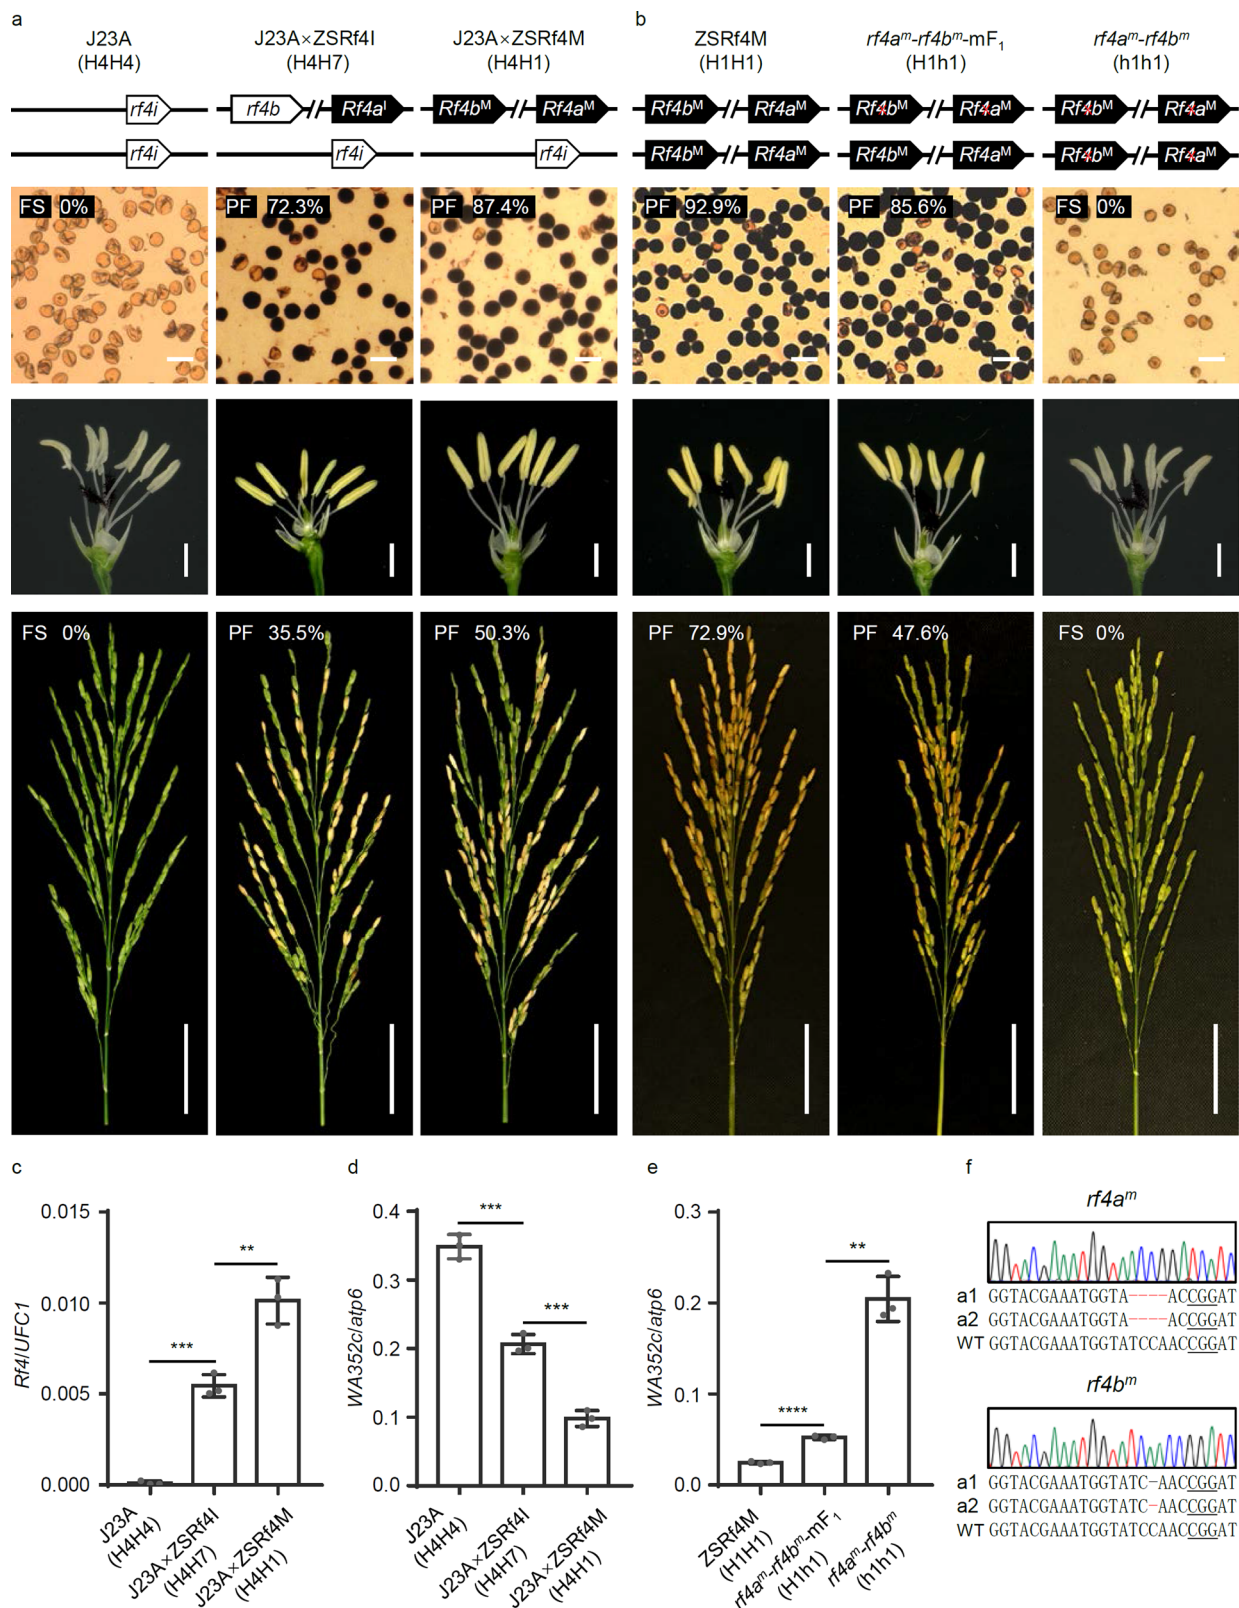 a
b
J23A
(H4H4)
J23A×ZSRf4I
(H4H7)
J23A×ZSRf4M
(H4H1)
ZSRf4M
(H1H1)
rf4aᵐ-rf4bᵐ-mF₁
(H1h1)
rf4aᵐ-rf4bᵐ
(h1h1)
rf4i rf4b Rf4aᴵ Rf4bᴹ Rf4aᴹ Rf4bᴹ Rf4aᴹ Rf4bᴹ Rf4aᴹ Rf4bᴹ Rf4aᴹ
rf4i rf4i rf4i Rf4bᴹ Rf4aᴹ Rf4bᴹ Rf4aᴹ Rf4bᴹ Rf4aᴹ
FS 0% PF 72.3% PF 87.4% PF 92.9% PF 85.6% FS 0%
FS 0% PF 35.5% PF 50.3% PF 72.9% PF 47.6% FS 0%
c
Rf4/UFC1
0.015
0.010
0.005
0.000
***
**
J23A
(H4H4)
J23A×ZSRf4I
(H4H7)
J23A×ZSRf4M
(H4H1)
d
WA352c/atp6
0.4
0.3
0.2
0.1
0.0
***
***
J23A
(H4H4)
J23A×ZSRf4I
(H4H7)
J23A×ZSRf4M
(H4H1)
e
WA352c/atp6
0.3
0.2
0.1
0.0
****
**
ZSRf4M
(H1H1)
rf4aᵐ-rf4bᵐ-mF₁
(H1h1)
rf4aᵐ-rf4bᵐ
(h1h1)
f
rf4aᵐ
a1 GGTACGAAATGGTA----ACCGGAT
a2 GGTACGAAATGGTA----ACCGGAT
WT GGTACGAAATGGTATCCAACCGGAT
rf4bᵐ
a1 GGTACGAAATGGTATC-AACCGGAT
a2 GGTACGAAATGGTATC-AACCGGAT
WT GGTACGAAATGGTATCCAACCGGAT